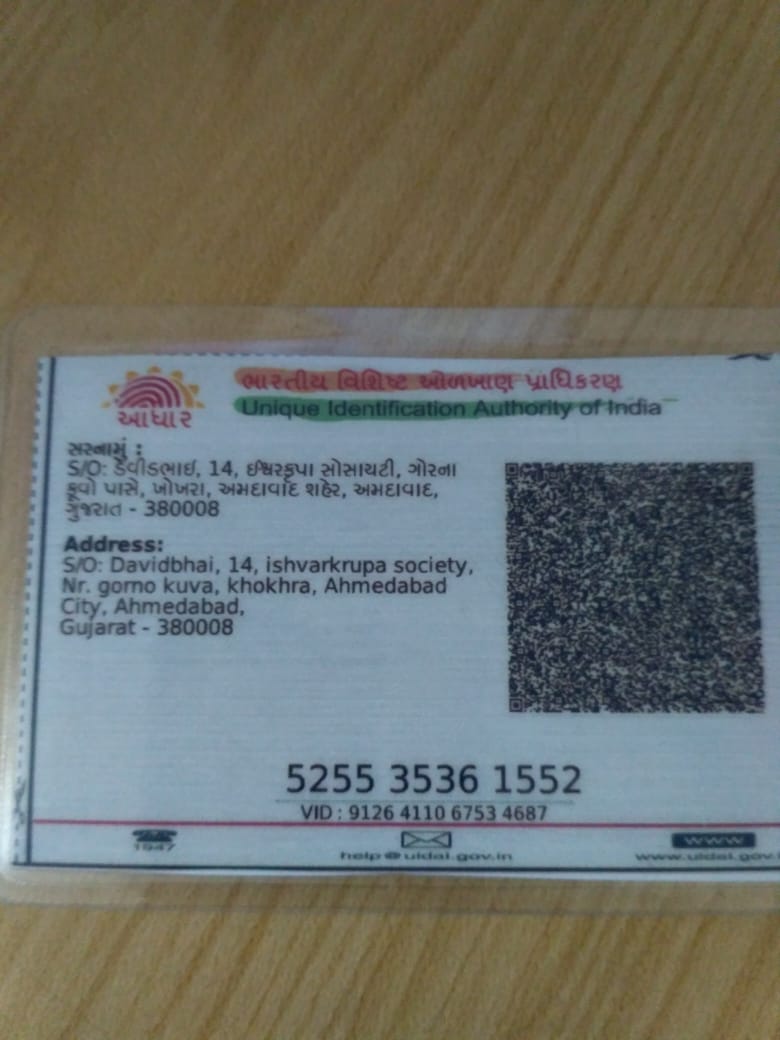 ભારતીય વિશિષ્ટ ઓળખાણ પ્રાધિકરણ
Unique Identification Authority of India
આધાર
સરનામું :
S/O: ડેવીડભાઇ, 14, ઈશ્વરકૃપા સોસાયટી, ગોરના
કૂવો પાસે, ખોખરા, અમદાવાદ શહેર, અમદાવાદ,
ગુજરાત - 380008
Address:
S/O: Davidbhai, 14, ishvarkrupa society,
Nr. gorno kuva, khokhra, Ahmedabad
City, Ahmedabad,
Gujarat - 380008
5255 3536 1552
VID : 9126 4110 6753 4687
1947
help@uidai.gov.in
www
www.uidai.gov.